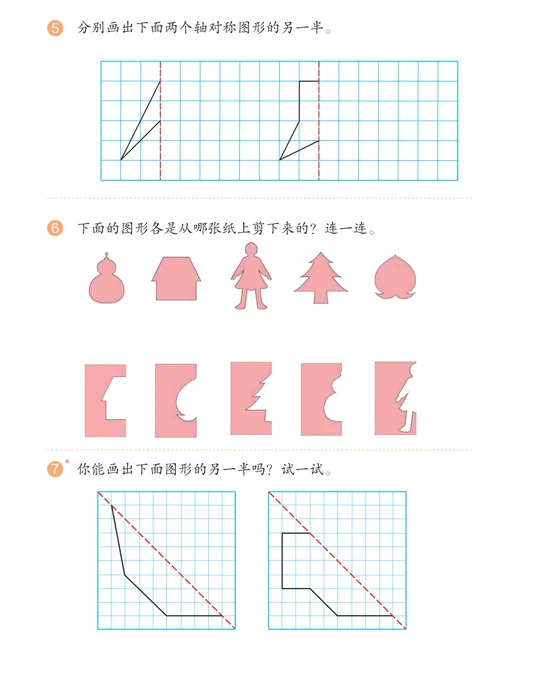 5 分别画出下面两个轴对称图形的另一半。
6 下面的图形各是从哪张纸上剪下来的？连一连。
7* 你能画出下面图形的另一半吗？试一试。